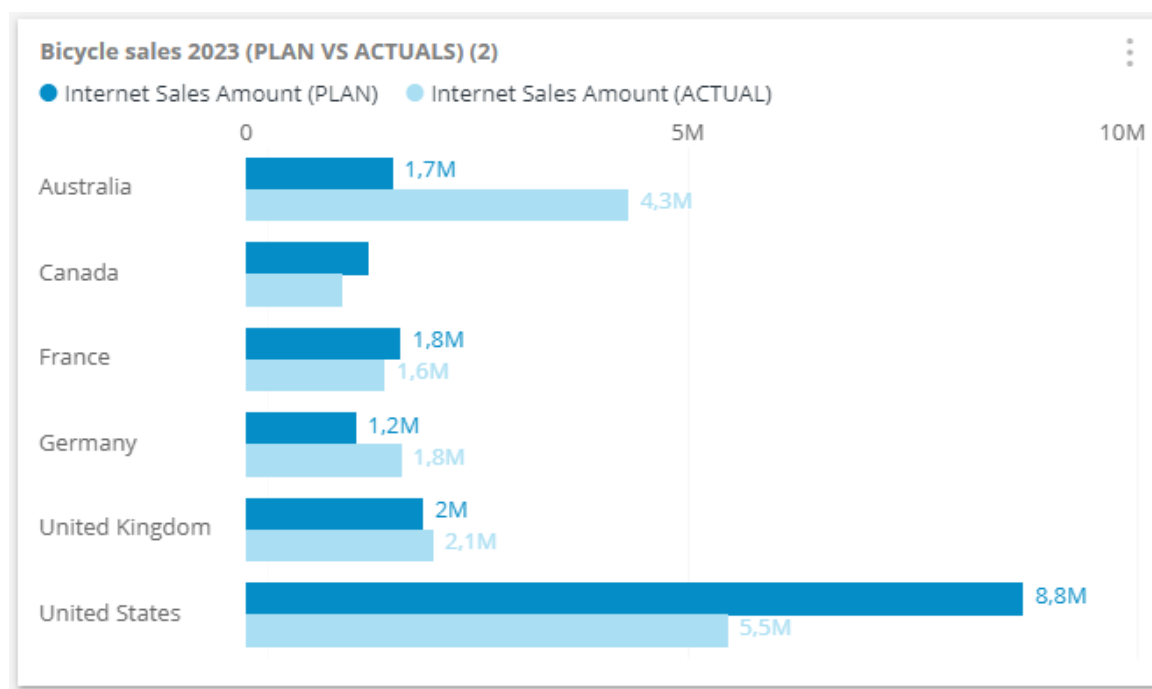 Bicycle sales 2023 (PLAN VS ACTUALS) (2)
Internet Sales Amount (PLAN) Internet Sales Amount (ACTUAL)
0 5M 10M
Australia 1,7M
4,3M
Canada
France 1,8M
1,6M
Germany 1,2M
1,8M
United Kingdom 2M
2,1M
United States 8,8M
5,5M